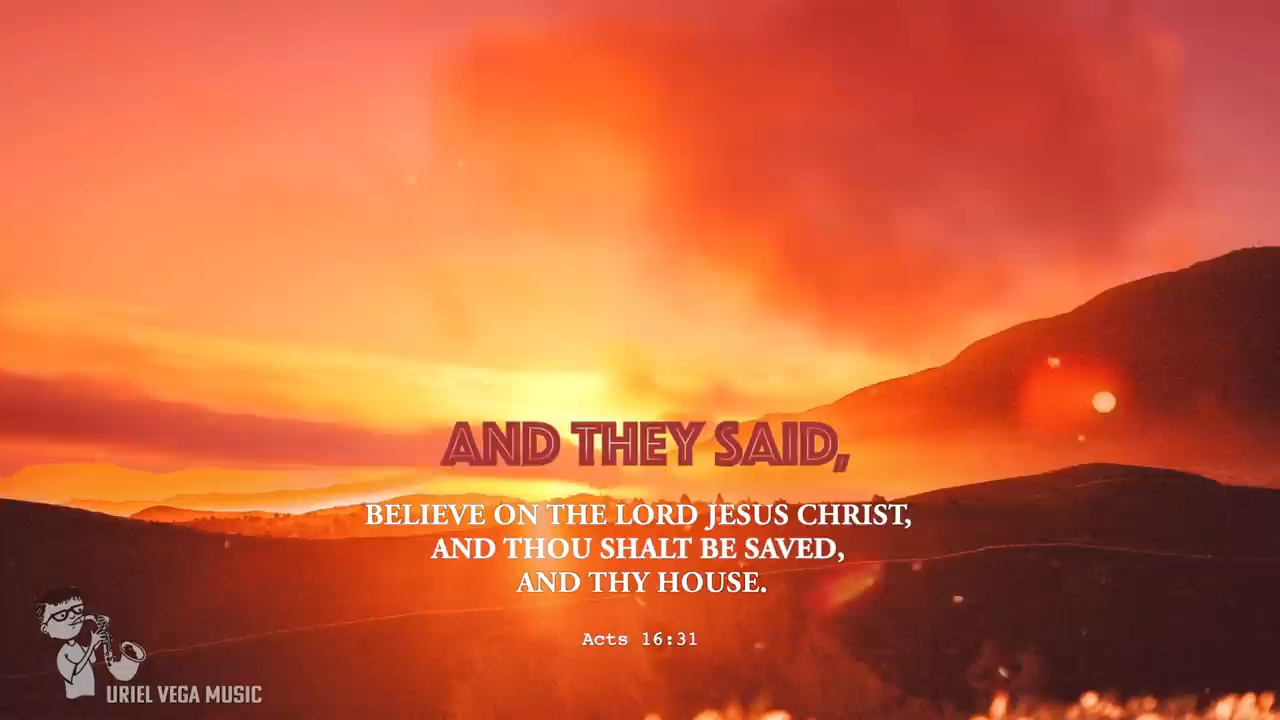 AND THEY SAID,
BELIEVE ON THE LORD JESUS CHRIST,
AND THOU SHALT BE SAVED,
AND THY HOUSE.
Acts 16:31
URIEL VEGA MUSIC